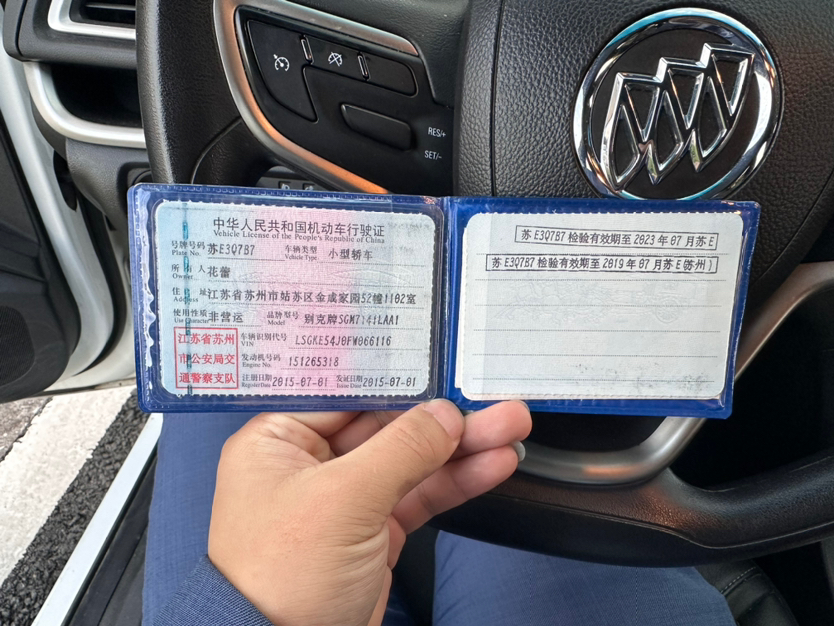 RES/+
SET/-
中华人民共和国机动车行驶证
Vehicle License of the People's Republic of China
号牌号码 苏E3Q7B7 车辆类型 小型轿车
Plate No. Vehicle Type
所有人 花蕾
Owner
住址 江苏省苏州市姑苏区金成家园52幢1102室
Address
使用性质 非营运 品牌型号 别克牌SGM7141LAA1
Use Character Model
江苏省苏州
市公安局交
通警察支队
车辆识别代号 LSGKE54J0FW066116
VIN
发动机号码 151265318
Engine No.
注册日期 2015-07-01 发证日期 2015-07-01
Register Date Issue Date
苏E3Q7B7 检验有效期至 2023年07月苏E
苏E3Q7B7 检验有效期至 2019年07月苏E(苏州)